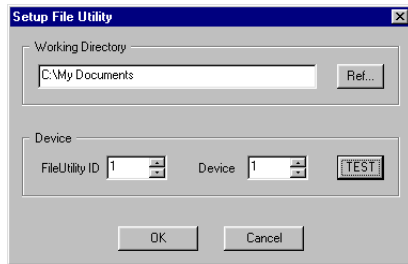 Setup File Utility
Working Directory
C:\My Documents
Ref...
Device
FileUtility ID 1 Device 1 TEST
OK Cancel